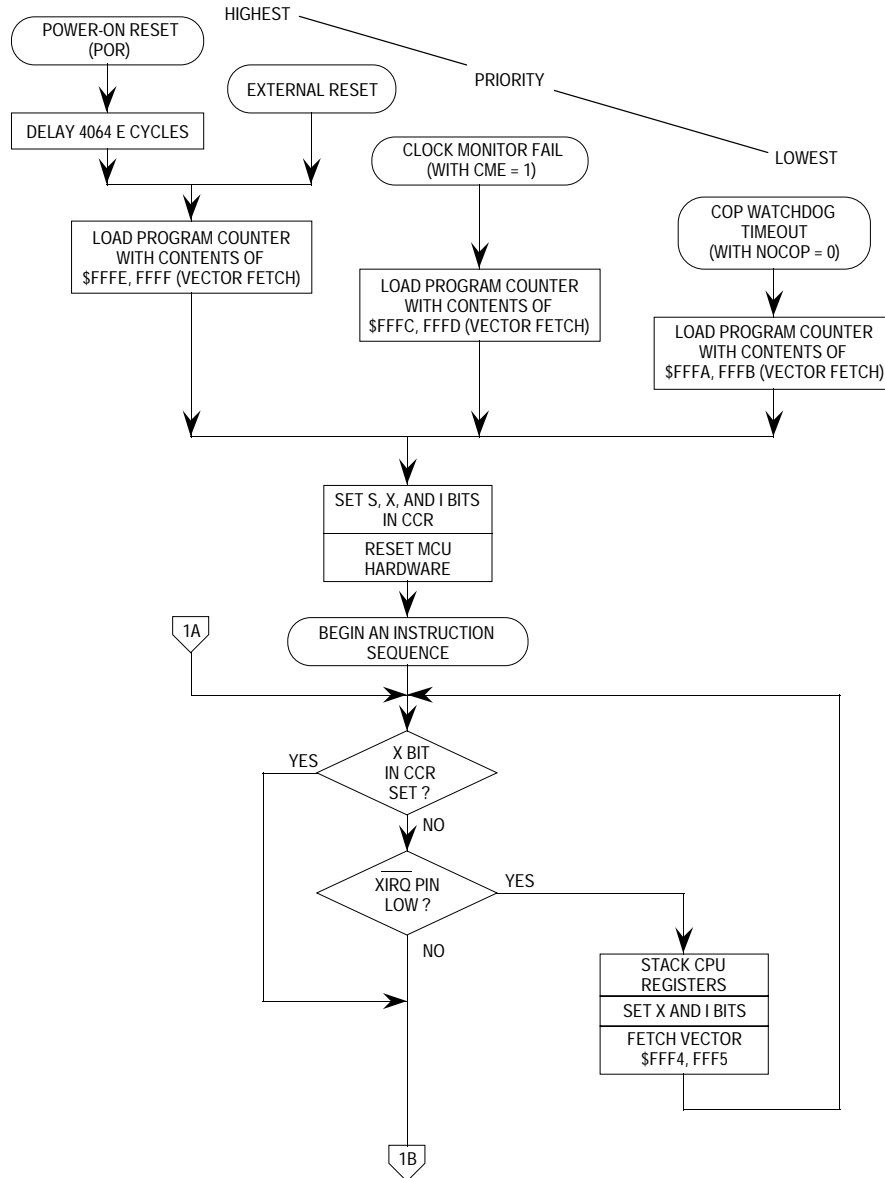 HIGHEST
POWER-ON RESET
(POR)
PRIORITY
EXTERNAL RESET
DELAY 4064 E CYCLES
LOWEST
CLOCK MONITOR FAIL
(WITH CME = 1)
COP WATCHDOG
TIMEOUT
(WITH NOCOP = 0)
LOAD PROGRAM COUNTER
WITH CONTENTS OF
$FFFE, FFFF (VECTOR FETCH)
LOAD PROGRAM COUNTER
WITH CONTENTS OF
$FFFC, FFFD (VECTOR FETCH)
LOAD PROGRAM COUNTER
WITH CONTENTS OF
$FFFA, FFFB (VECTOR FETCH)
SET S, X, AND I BITS
IN CCR
RESET MCU
HARDWARE
1A
BEGIN AN INSTRUCTION
SEQUENCE
YES
X BIT
IN CCR
SET ?
NO
XIRQ PIN
LOW ?
YES
NO
STACK CPU
REGISTERS
SET X AND I BITS
FETCH VECTOR
$FFF4, FFF5
1B